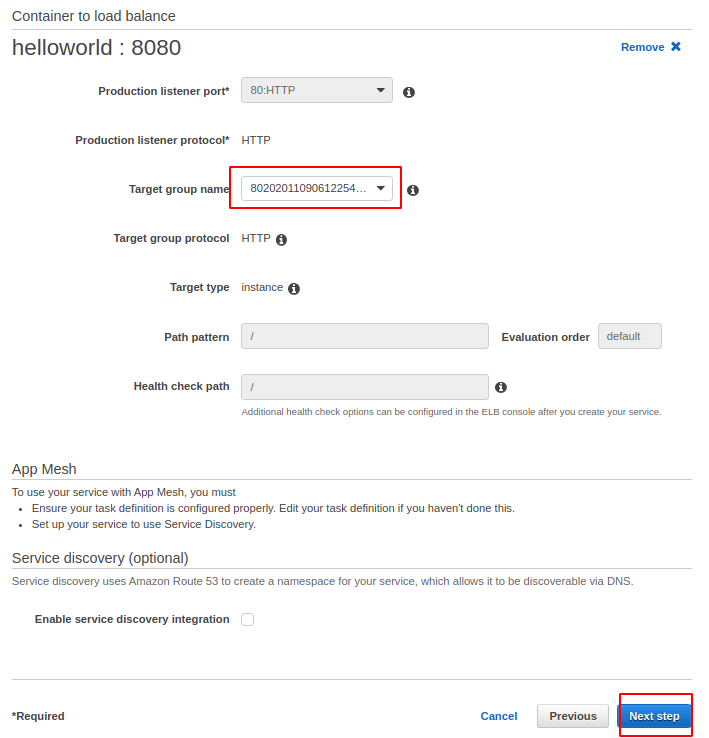 Container to load balance
helloworld : 8080
Remove ✖
Production listener port* 80:HTTP
Production listener protocol* HTTP
Target group name 80202011090612254...
Target group protocol HTTP
Target type instance
Path pattern / Evaluation order default
Health check path /
Additional health check options can be configured in the ELB console after you create your service.
App Mesh
To use your service with App Mesh, you must
• Ensure your task definition is configured properly. Edit your task definition if you haven't done this.
• Set up your service to use Service Discovery.
Service discovery (optional)
Service discovery uses Amazon Route 53 to create a namespace for your service, which allows it to be discoverable via DNS.
Enable service discovery integration
*Required Cancel Previous Next step